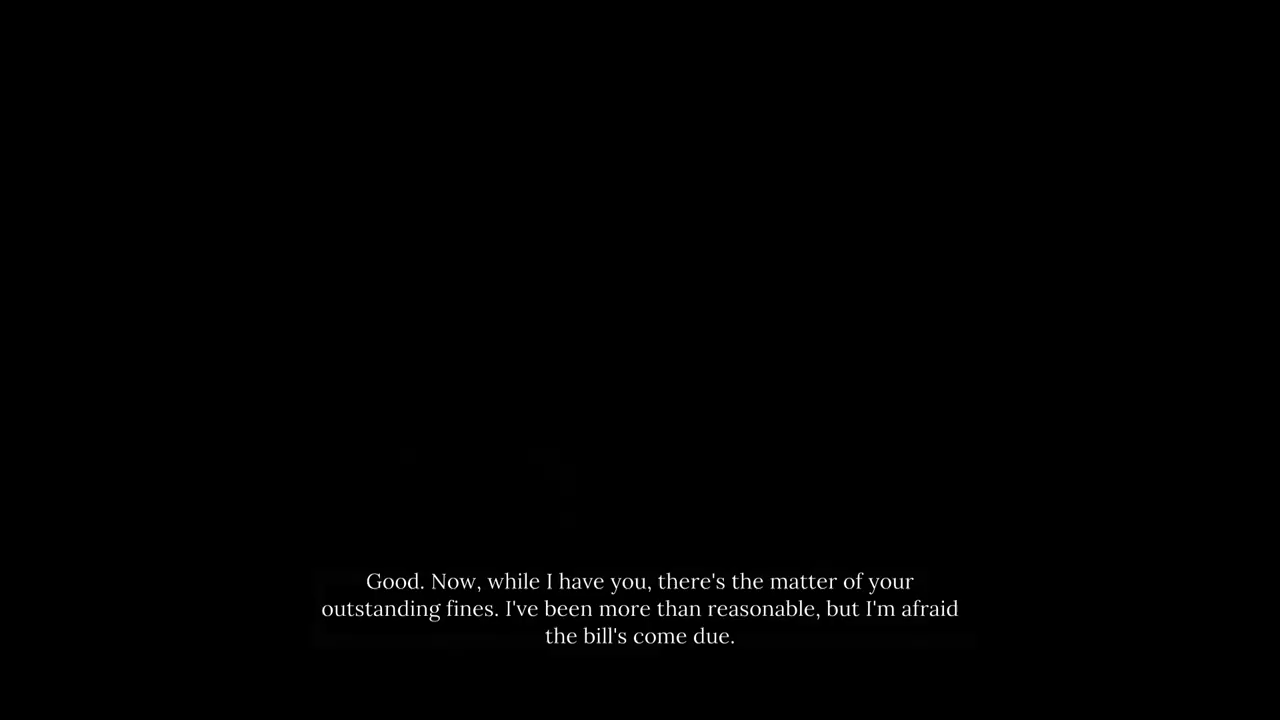 Good. Now, while I have you, there's the matter of your
outstanding fines. I've been more than reasonable, but I'm afraid
the bill's come due.